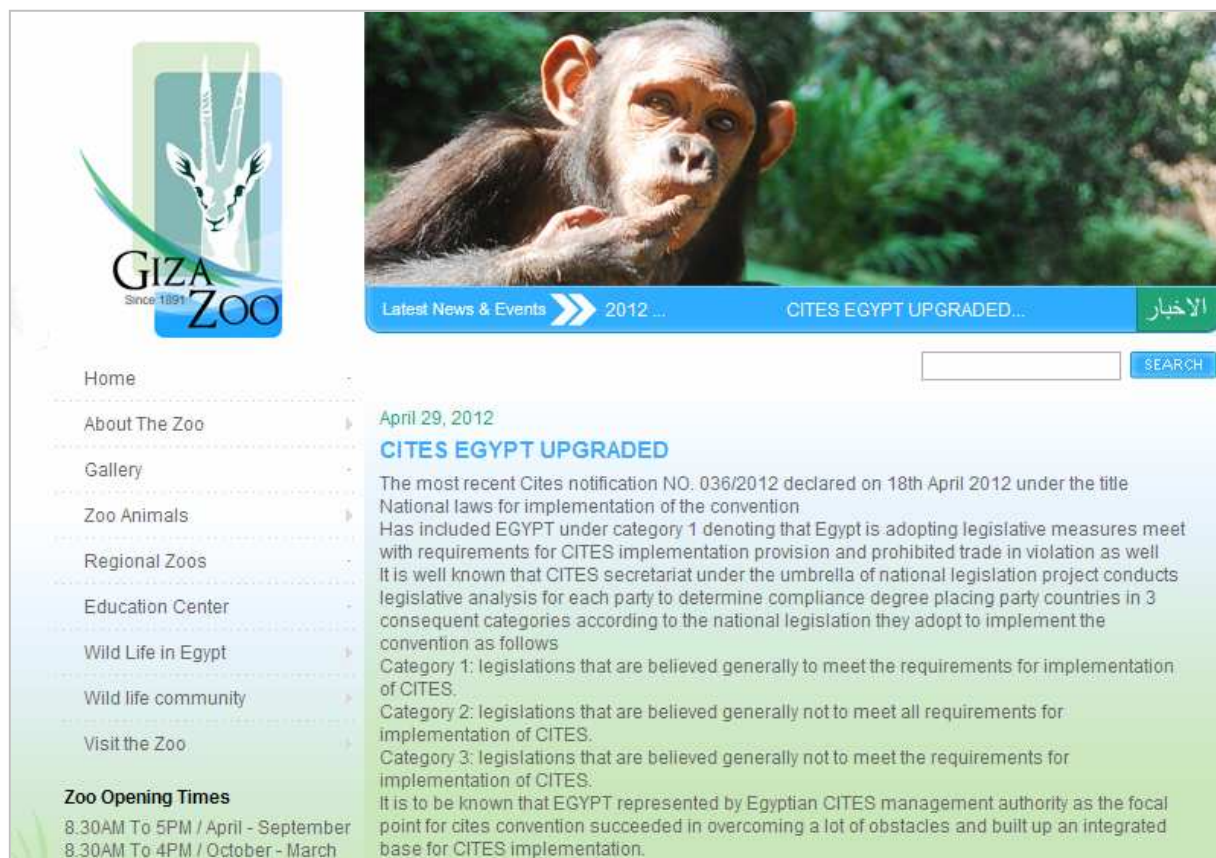 GIZA
Since 1891
ZOO
Latest News & Events 2012 ... CITES EGYPT UPGRADED... الاخبار
SEARCH
Home
About The Zoo
Gallery
Zoo Animals
Regional Zoos
Education Center
Wild Life in Egypt
Wild life community
Visit the Zoo
Zoo Opening Times
8.30AM To 5PM / April - September
8.30AM To 4PM / October - March
April 29, 2012
CITES EGYPT UPGRADED
The most recent Cites notification NO. 036/2012 declared on 18th April 2012 under the title
National laws for implementation of the convention
Has included EGYPT under category 1 denoting that Egypt is adopting legislative measures meet
with requirements for CITES implementation provision and prohibited trade in violation as well
It is well known that CITES secretariat under the umbrella of national legislation project conducts
legislative analysis for each party to determine compliance degree placing party countries in 3
consequent categories according to the national legislation they adopt to implement the
convention as follows
Category 1: legislations that are believed generally to meet the requirements for implementation
of CITES.
Category 2: legislations that are believed generally not to meet all requirements for
implementation of CITES.
Category 3: legislations that are believed generally not to meet the requirements for
implementation of CITES.
It is to be known that EGYPT represented by Egyptian CITES management authority as the focal
point for cites convention succeeded in overcoming a lot of obstacles and built up an integrated
base for CITES implementation.